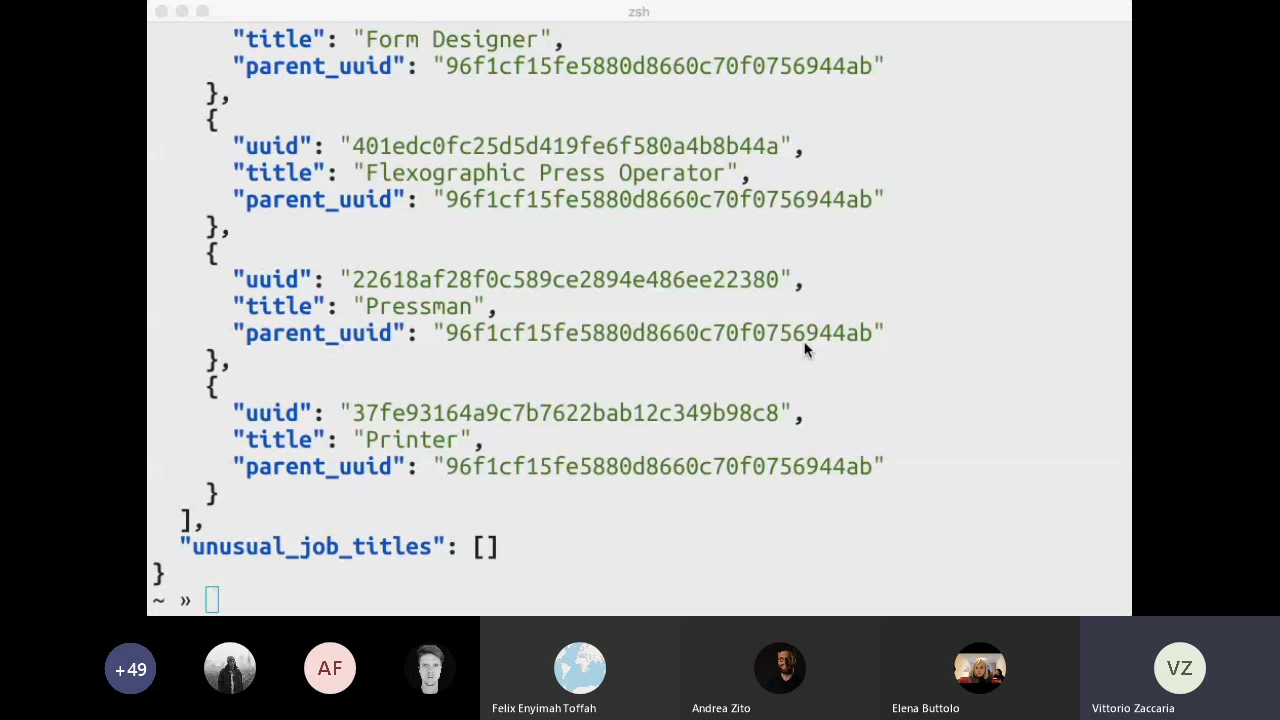 zsh
"title": "Form Designer",
"parent_uuid": "96f1cf15fe5880d8660c70f0756944ab"
},
{
"uuid": "401edc0fc25d5d419fe6f580a4b8b44a",
"title": "Flexographic Press Operator",
"parent_uuid": "96f1cf15fe5880d8660c70f0756944ab"
},
{
"uuid": "22618af28f0c589ce2894e486ee22380",
"title": "Pressman",
"parent_uuid": "96f1cf15fe5880d8660c70f0756944ab"
},
{
"uuid": "37fe93164a9c7b7622bab12c349b98c8",
"title": "Printer",
"parent_uuid": "96f1cf15fe5880d8660c70f0756944ab"
}
],
"unusual_job_titles": []
}
~ »
+49
AF
VZ
Felix Enyimah Toffah
Andrea Zito
Elena Buttolo
Vittorio Zaccaria